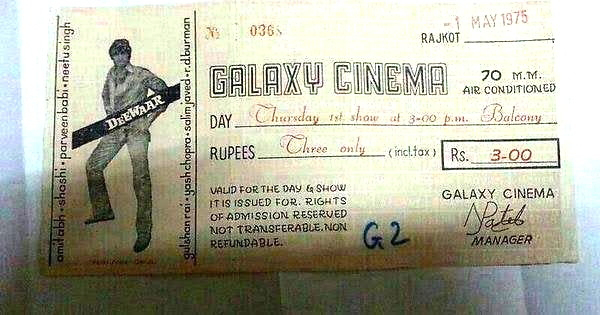 amitabh • shashi • parveen babi • neetu singh
DEEWAAR
gulshan rai • yash chopra • salim javed • r.d. burman
№ 036
- 1 MAY 1975
RAJKOT
GALAXY CINEMA
70 M.M.
AIR CONDITIONED
DAY Thursday 1st show at 3-00 p.m. Balcony
RUPEES Three only (incl. tax) Rs. 3-00
VALID FOR THE DAY & SHOW
IT IS ISSUED FOR. RIGHTS
OF ADMISSION RESERVED
NOT TRANSFERABLE. NON
REFUNDABLE.
G2
GALAXY CINEMA
Patel
MANAGER